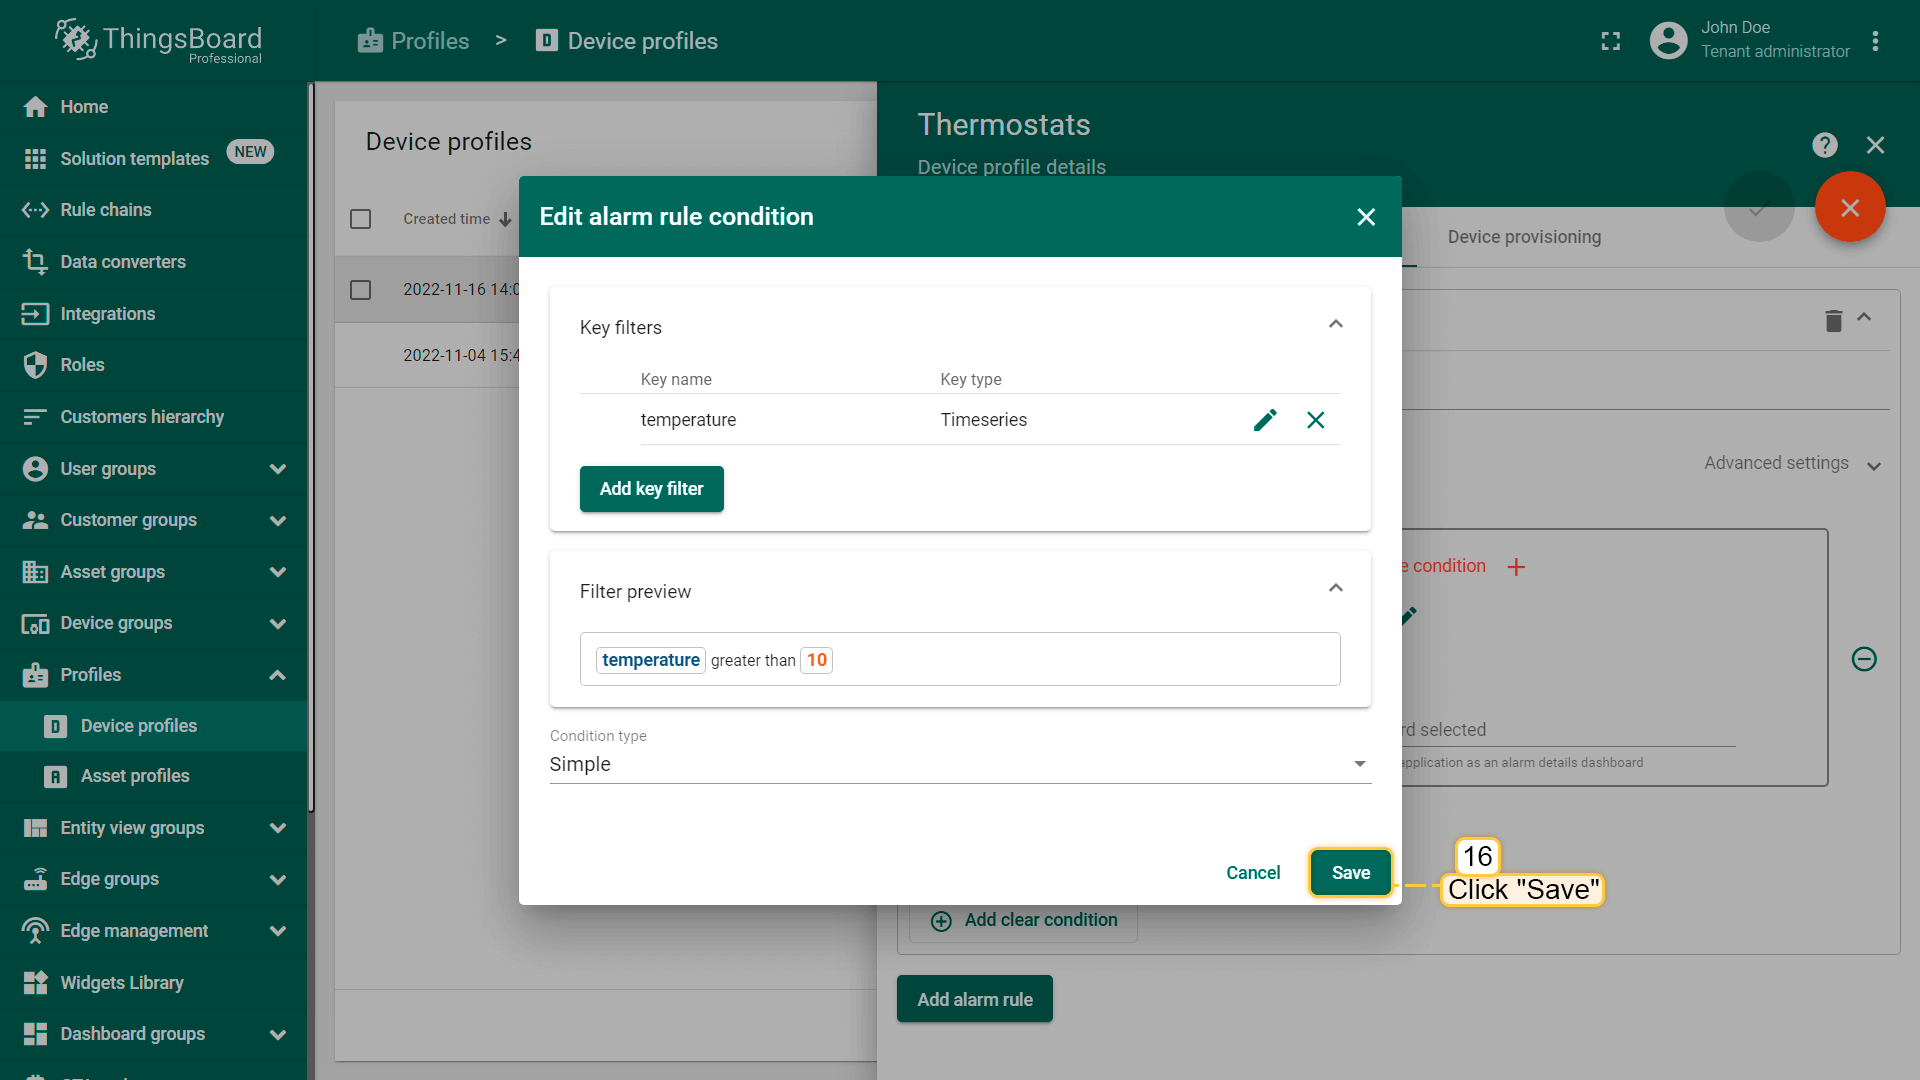 ThingsBoard
Professional
Profiles > Device profiles
John Doe
Tenant administrator
Home
Solution templates NEW
Rule chains
Data converters
Integrations
Roles
Customers hierarchy
User groups
Customer groups
Asset groups
Device groups
Profiles
Device profiles
Asset profiles
Entity view groups
Edge groups
Edge management
Widgets Library
Dashboard groups
Device profiles
Created time
2022-11-16 14:0
2022-11-04 15:4
Thermostats
Device profile details
Device provisioning
Advanced settings
e condition
rd selected
application as an alarm details dashboard
Add clear condition
Add alarm rule
Edit alarm rule condition
Key filters
Key name Key type
temperature Timeseries
Add key filter
Filter preview
temperature greater than 10
Condition type
Simple
Cancel Save
16
Click "Save"